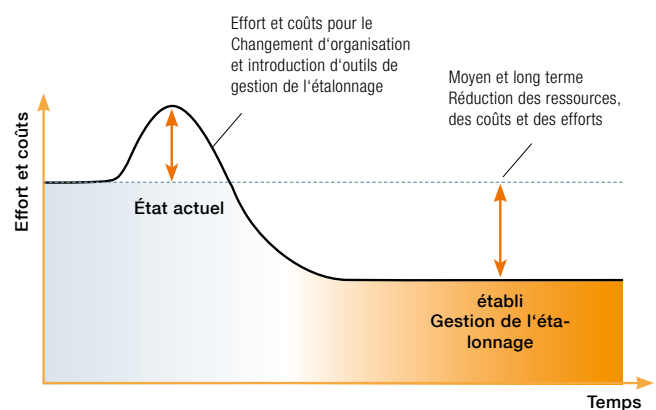 Effort et coûts pour le
Changement d‘organisation
et introduction d‘outils de
gestion de l‘étalonnage
Moyen et long terme
Réduction des ressources,
des coûts et des efforts
Effort et coûts
État actuel
établi
Gestion de l‘éta-
lonnage
Temps